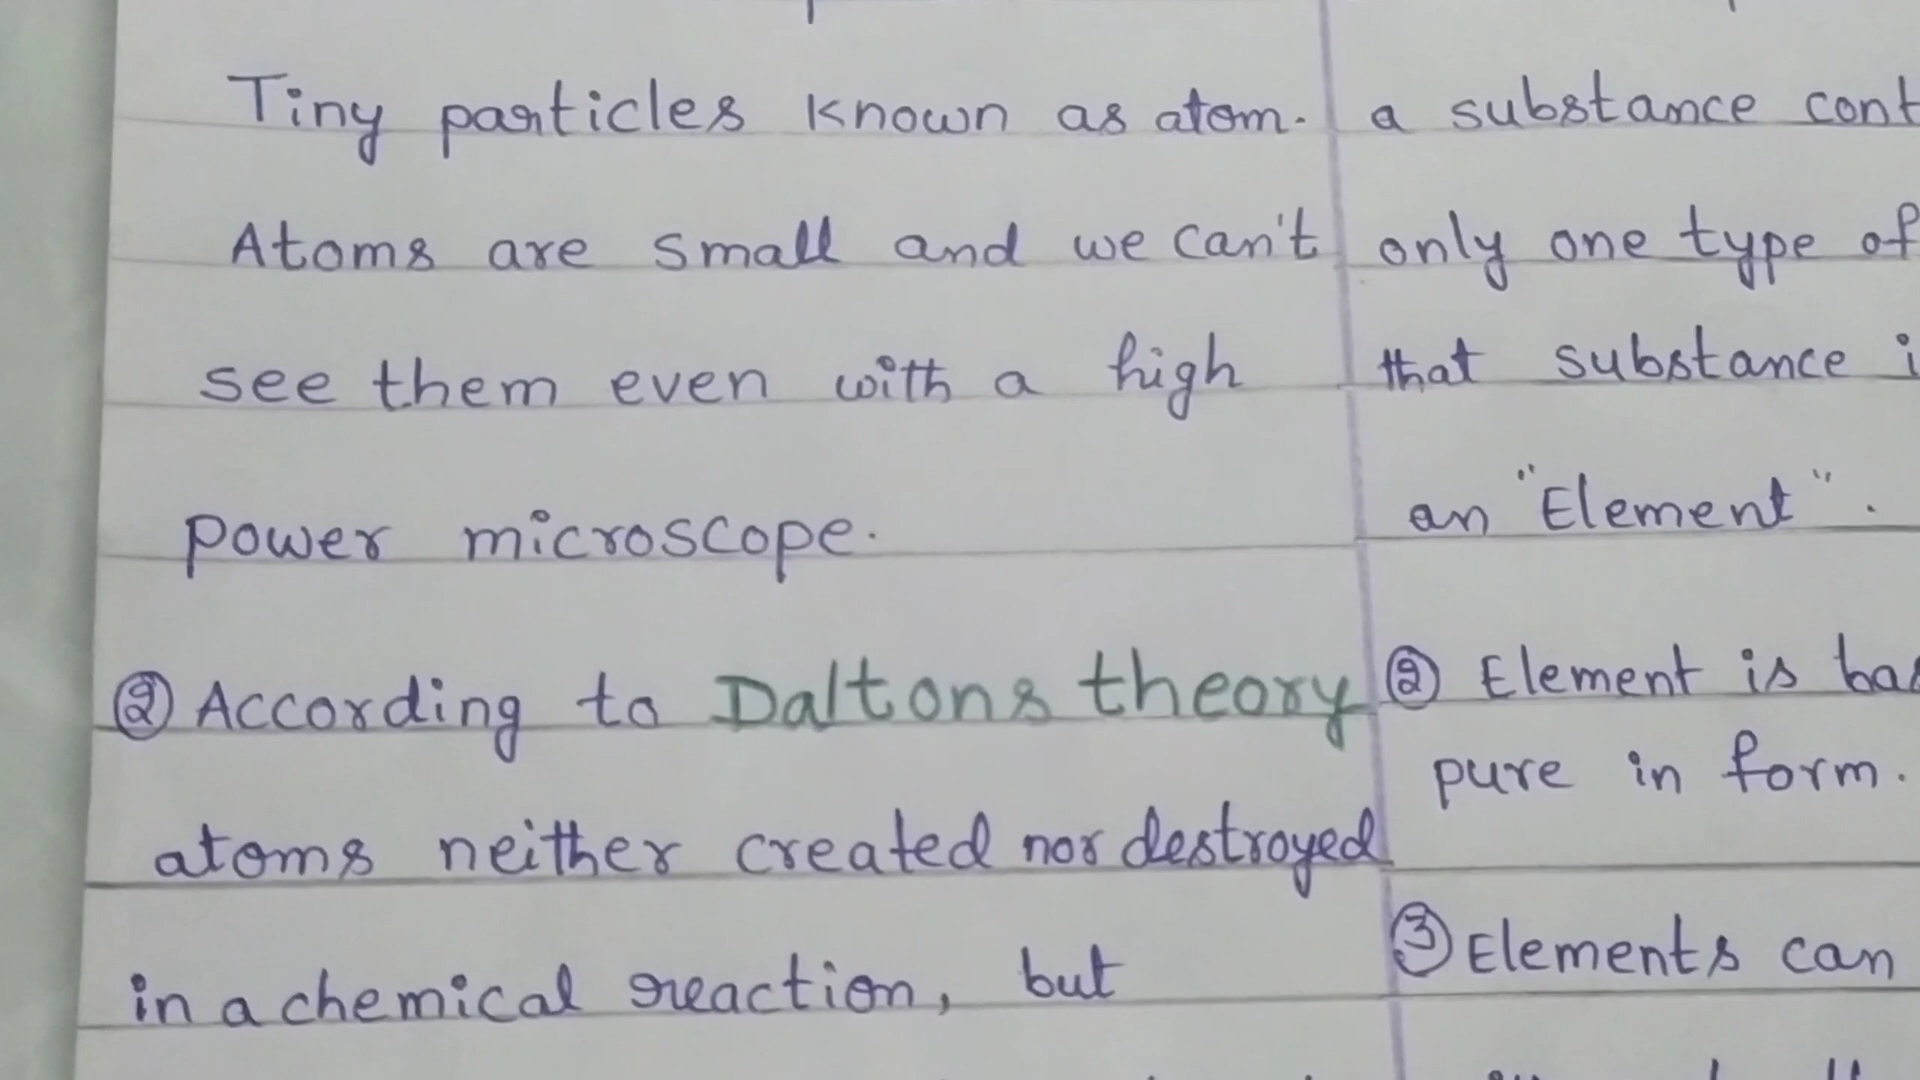 Tiny particles known as atom.
Atoms are small and we can't
see them even with a high
power microscope.
② According to Daltons theory
atoms neither created nor destroyed
in a chemical reaction, but
a substance cont
only one type of
that substance i
an "Element".
② Element is bas
pure in form.
③ Elements can